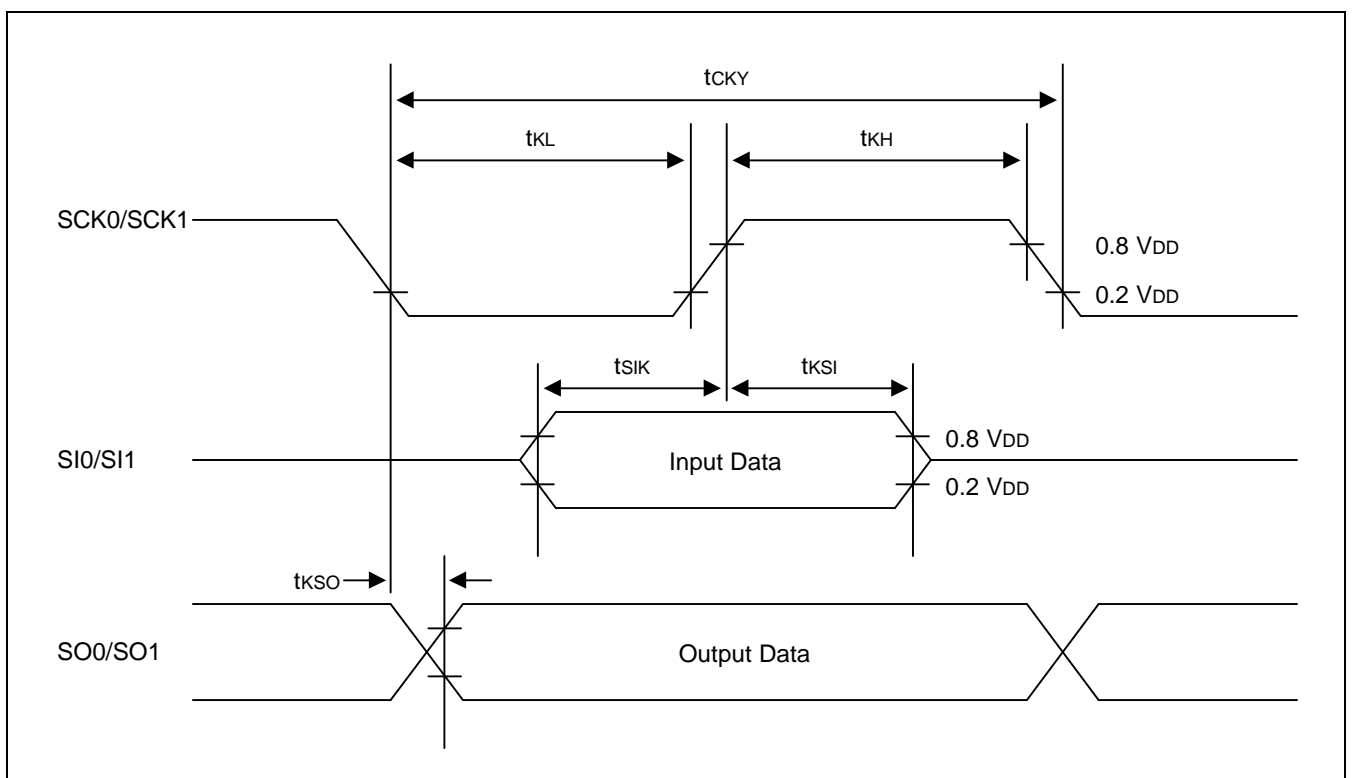 tCKY
tKL
tKH
SCK0/SCK1
0.8 VDD
0.2 VDD
tSIK
tKSI
SI0/SI1
Input Data
0.8 VDD
0.2 VDD
tKSO
SO0/SO1
Output Data